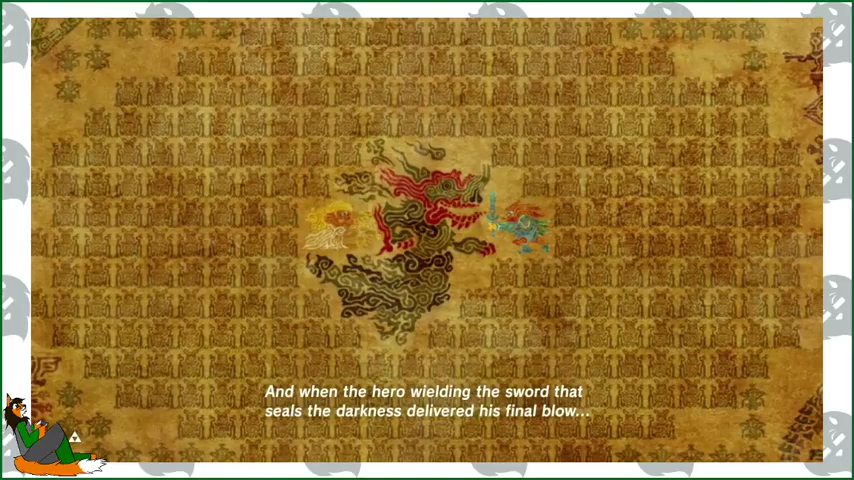 And when the hero wielding the sword that
seals the darkness delivered his final blow...